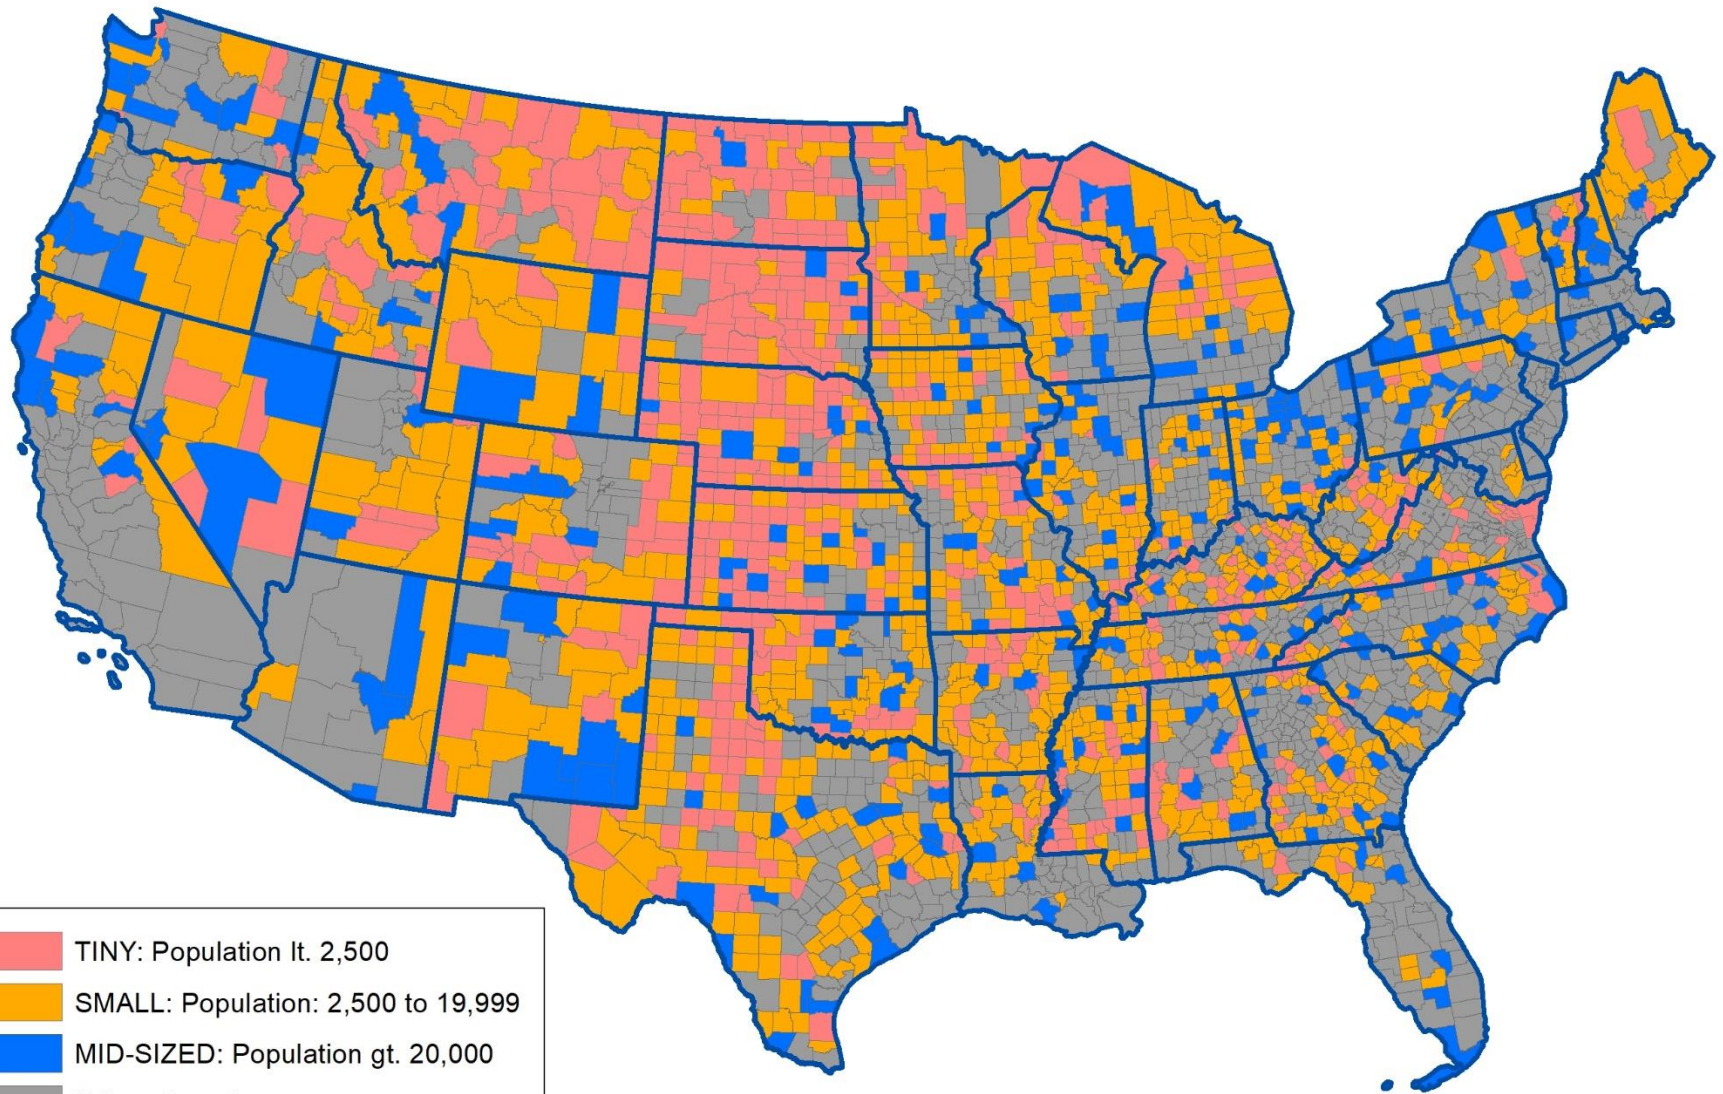 TINY: Population lt. 2,500
SMALL: Population: 2,500 to 19,999
MID-SIZED: Population gt. 20,000